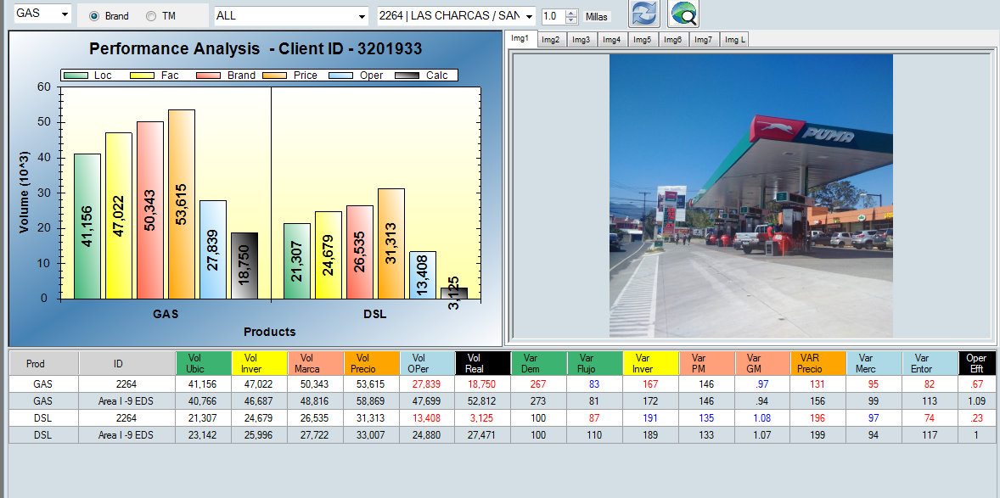 GAS Brand TM ALL 2264 | LAS CHARCAS / SAN 1.0 Millas
Img1 Img2 Img3 Img4 Img5 Img6 Img7 Img L
Performance Analysis - Client ID - 3201933
Loc Fac Brand Price Oper Calc
Volume (10^3)
60
50
40
30
20
10
0
41,156 47,022 50,343 53,615 27,839 18,750
21,307 24,679 26,535 31,313 13,408 3,125
GAS DSL
Products
PUMA
Prod ID Vol Ubic Vol Inver Vol Marca Vol Precio Vol OPer Vol Real Var Dem Var Flujo Var Inver Var PM Var GM VAR Precio Var Merc Var Entor Oper Efft
GAS 2264 41,156 47,022 50,343 53,615 27,839 18,750 267 83 167 146 .97 131 95 82 .67
GAS Area I -9 EDS 40,766 46,687 48,816 58,869 47,699 52,812 273 81 172 146 .94 156 99 113 1.09
DSL 2264 21,307 24,679 26,535 31,313 13,408 3,125 100 87 191 135 1.08 196 97 74 .23
DSL Area I -9 EDS 23,142 25,996 27,722 33,007 24,880 27,471 100 110 189 133 1.07 199 94 117 1